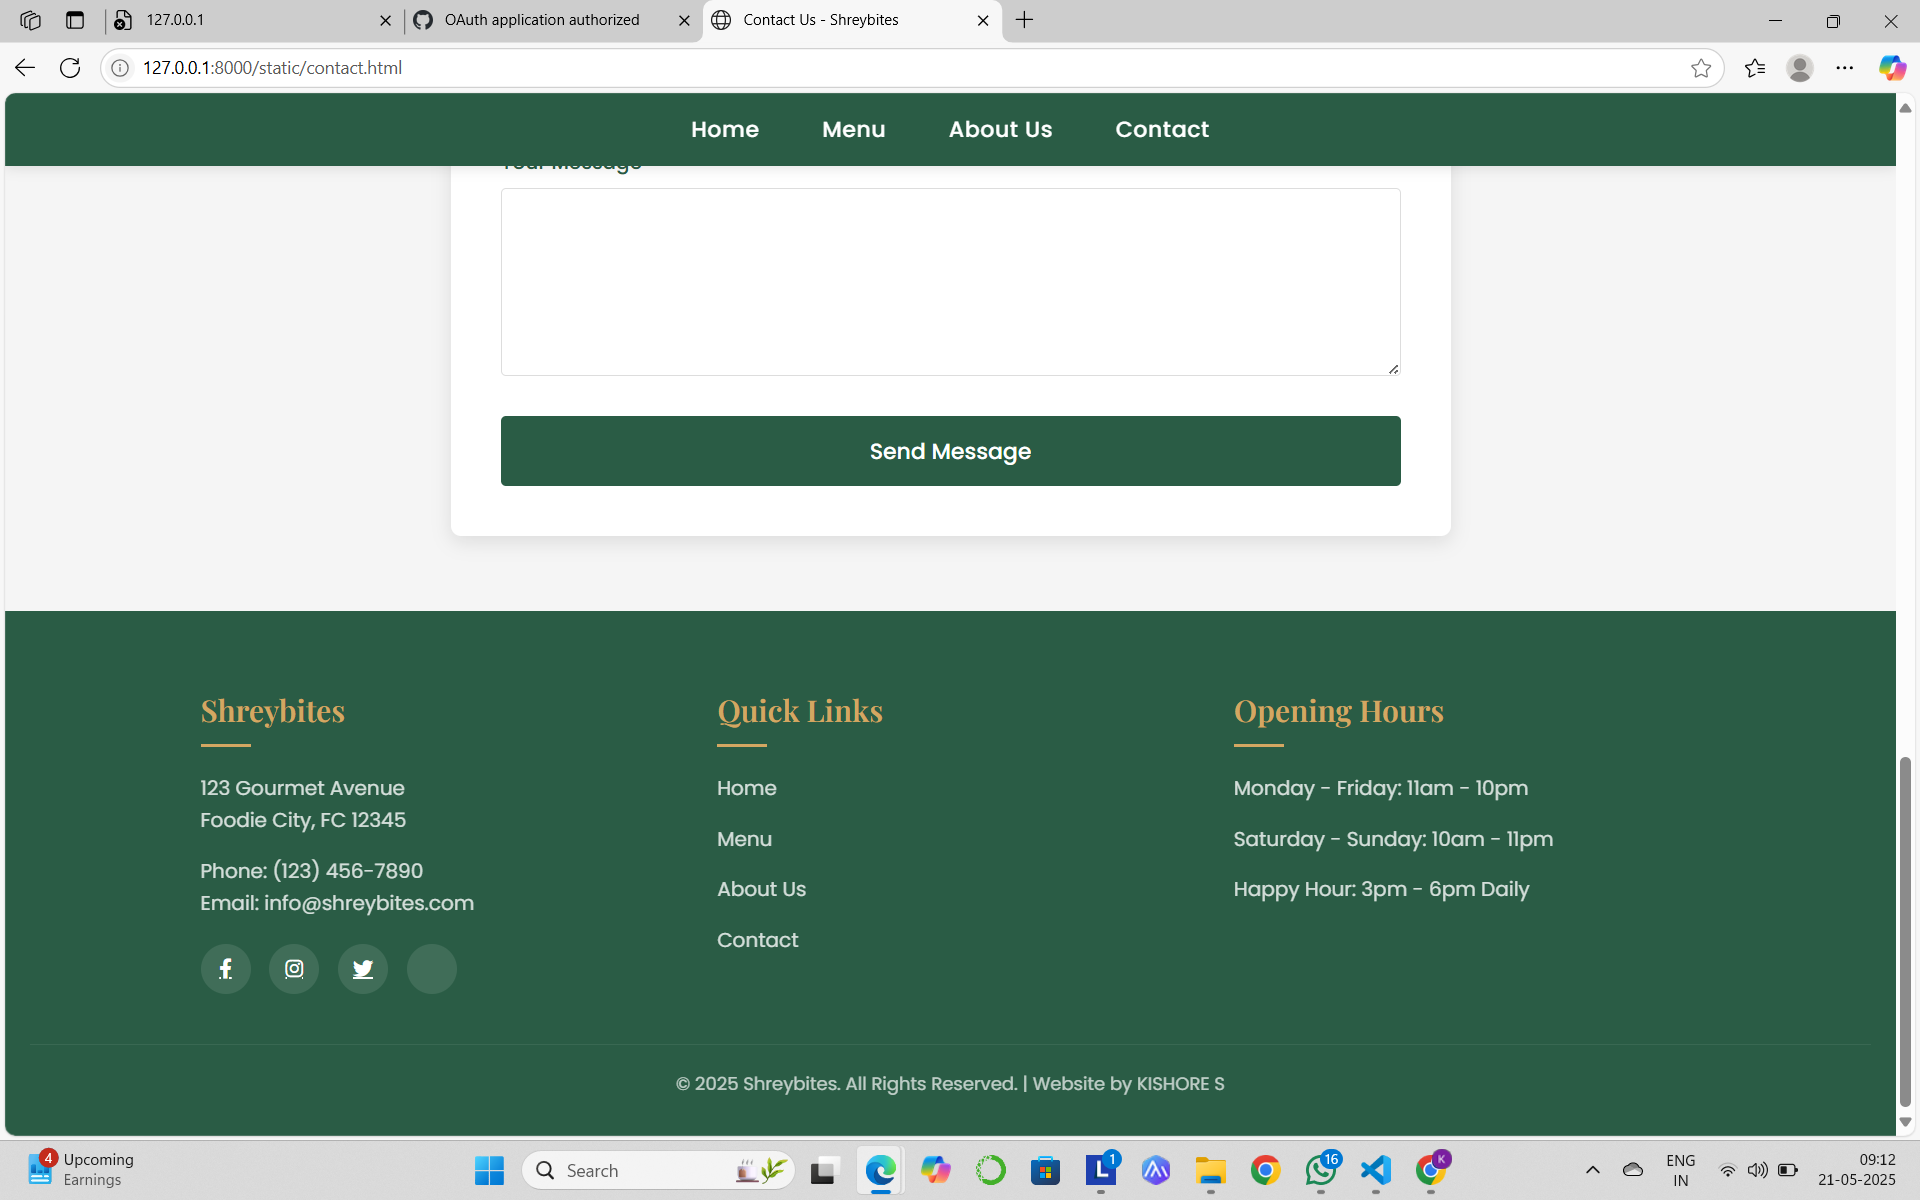 127.0.0.1
OAuth application authorized
Contact Us - Shreybites
127.0.0.1:8000/static/contact.html
Home Menu About Us Contact
Your Message
Send Message
Shreybites
123 Gourmet Avenue
Foodie City, FC 12345
Phone: (123) 456-7890
Email: info@shreybites.com
Quick Links
Home
Menu
About Us
Contact
Opening Hours
Monday - Friday: 11am - 10pm
Saturday - Sunday: 10am - 11pm
Happy Hour: 3pm - 6pm Daily
© 2025 Shreybites. All Rights Reserved. | Website by KISHORE S
4
Upcoming
Earnings
Search
L
1
16
K
ENG
IN
09:12
21-05-2025